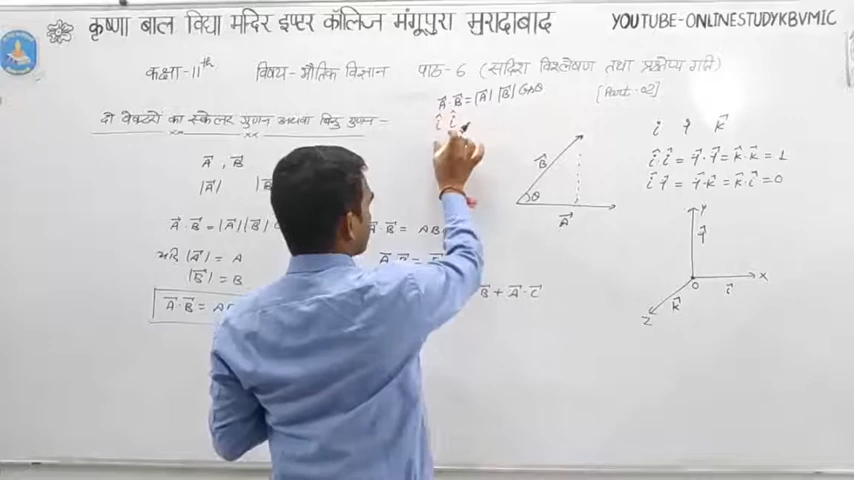 कृष्णा बाल विद्या मन्दिर इण्टर कॉलिज मंगूपुरा मुरादाबाद
YOUTUBE-ONLINESTUDYKBVMIC
कक्षा-11th विषय-भौतिक विज्ञान पाठ-6 (सदिश विश्लेषण तथा प्रक्षेप्य गति)
[Part-02]
दो वेक्टरों का स्केलर गुणन अथवा बिन्दु गुणन-
A⃗·B⃗ = |A⃗| |B⃗| Cosθ
î î
A⃗ , B⃗
|A⃗| |B
A⃗·B⃗ = |A⃗| |B⃗|
A⃗·B⃗ = AB
यदि |A⃗| = A
|B⃗| = B
A⃗·B⃗ = A
B⃗ + A⃗·C⃗
B⃗
θ
A⃗
i j k⃗
î·î = j·j = k·k = 1
î·j = j·k = k·î = 0
Y
j
O
X
i
Z
K